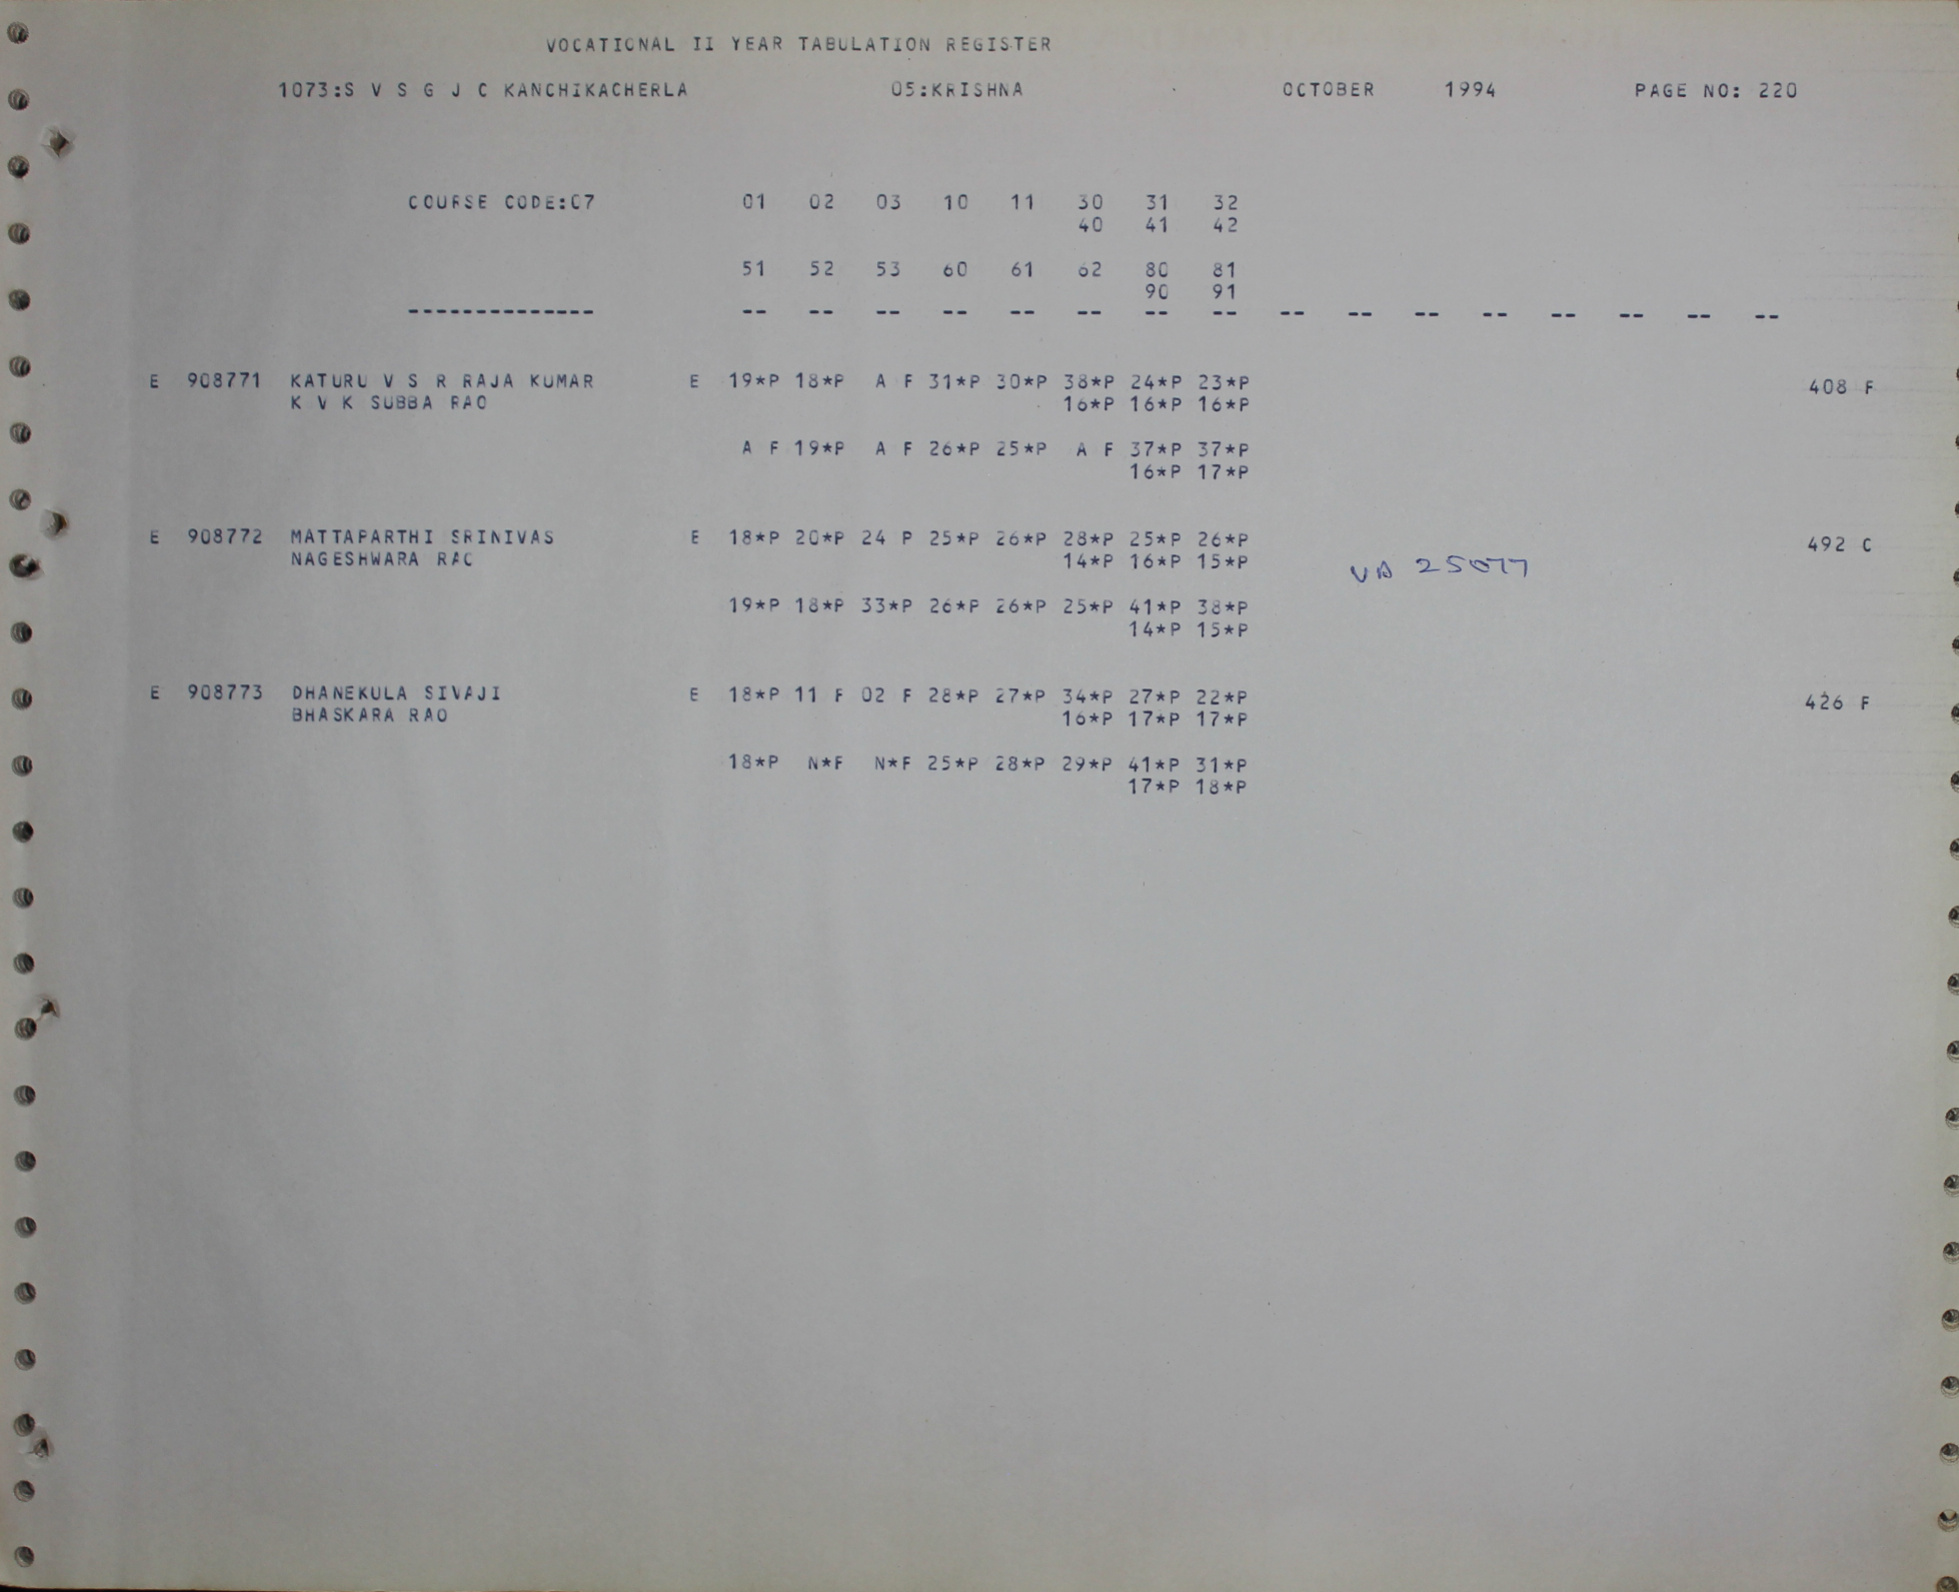 VOCATIONAL II YEAR TABULATION REGISTER
1073:S V S G J C KANCHIKACHERLA 05:KRISHNA OCTOBER 1994 PAGE NO: 220
COURSE CODE:07 01 02 03 10 11 30 31 32
40 41 42
51 52 53 60 61 62 80 81
90 91
-------------- -- -- -- -- -- -- -- -- -- -- -- -- -- -- -- --
E 908771 KATURU V S R RAJA KUMAR E 19*P 18*P A F 31*P 30*P 38*P 24*P 23*P 408 F
K V K SUBBA RAO 16*P 16*P 16*P
A F 19*P A F 26*P 25*P A F 37*P 37*P
16*P 17*P
E 908772 MATTAPARTHI SRINIVAS E 18*P 20*P 24 P 25*P 26*P 28*P 25*P 26*P 492 C
NAGESHWARA RAO 14*P 16*P 15*P
VB 25077
19*P 18*P 33*P 26*P 26*P 25*P 41*P 38*P
14*P 15*P
E 908773 DHANEKULA SIVAJI E 18*P 11 F 02 F 28*P 27*P 34*P 27*P 22*P 426 F
BHASKARA RAO 16*P 17*P 17*P
18*P N*F N*F 25*P 28*P 29*P 41*P 31*P
17*P 18*P